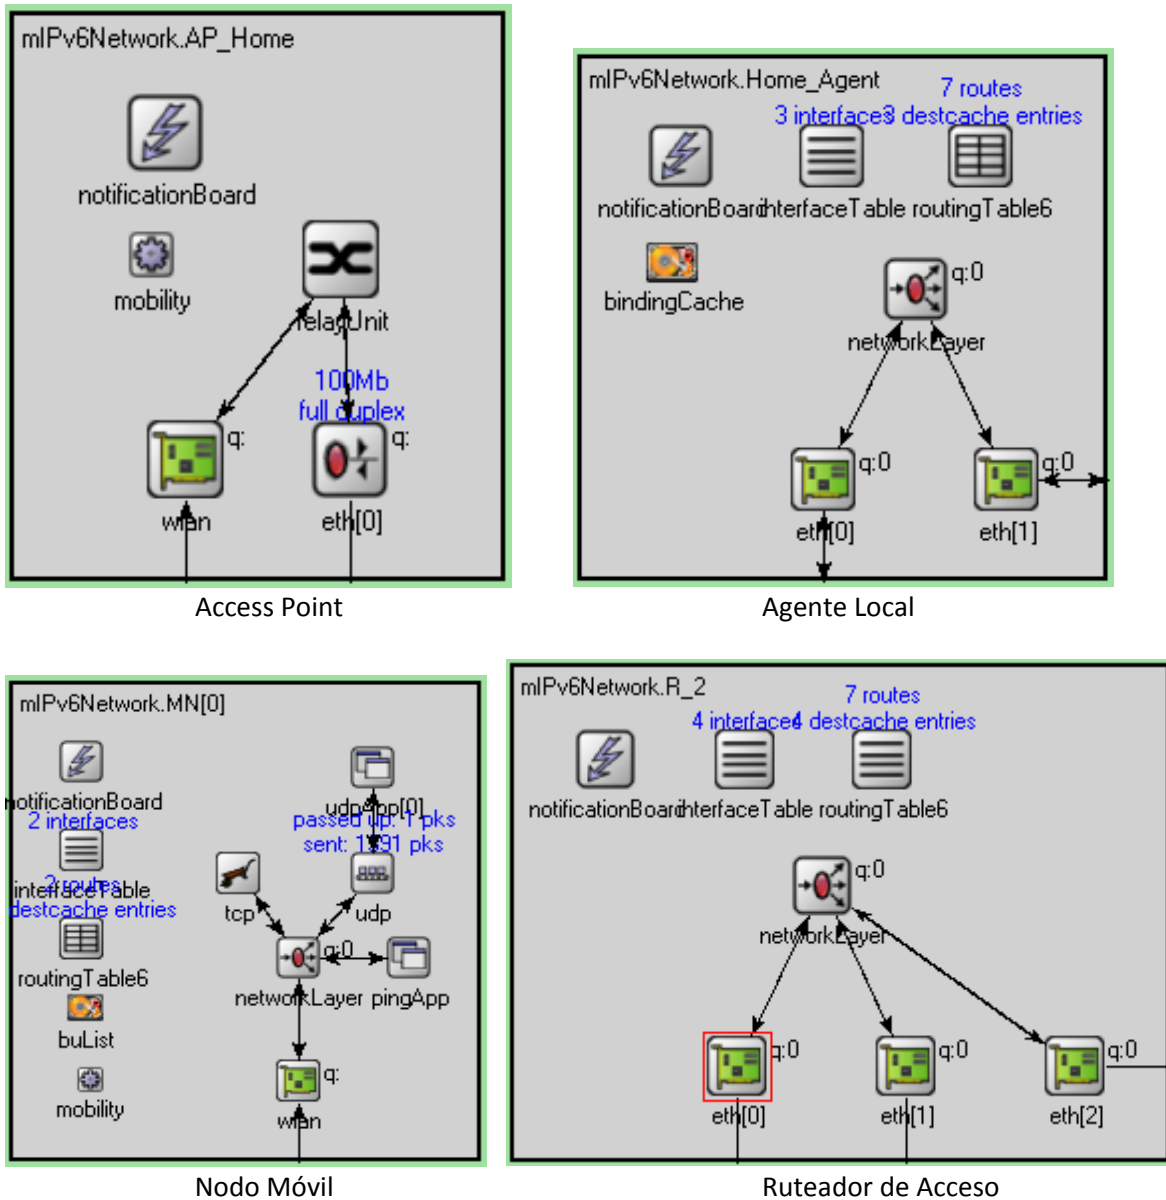 mIPv6Network.AP_Home
notificationBoard
mobility
relayUnit
100Mb
full duplex
q:
q:
wlan
eth[0]
Access Point
mIPv6Network.Home_Agent
7 routes
3 interfaces
destcache entries
notificationBoard
interfaceTable
routingTable6
bindingCache
q:0
networkLayer
q:0
q:0
eth[0]
eth[1]
Agente Local
mIPv6Network.MN[0]
notificationBoard
2 interfaces
interfaceTable
2 routes
destcache entries
routingTable6
buList
mobility
udpApp[0]
passed up: 1 pks
sent: 1391 pks
tcp
udp
q:0
networkLayer
pingApp
q:
wlan
Nodo Móvil
mIPv6Network.R_2
7 routes
4 interfaces
4 destcache entries
notificationBoard
interfaceTable
routingTable6
q:0
networkLayer
q:0
q:0
q:0
eth[0]
eth[1]
eth[2]
Ruteador de Acceso